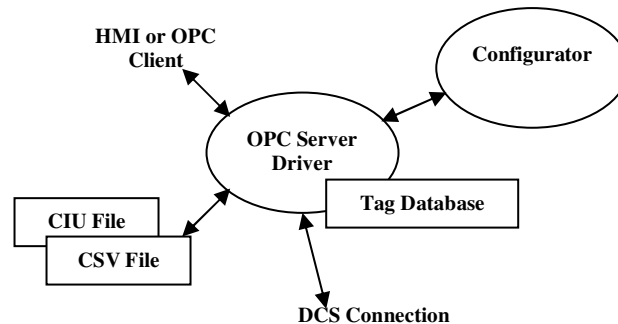 HMI or OPC
Client
Configurator
OPC Server
Driver
Tag Database
CIU File
CSV File
DCS Connection